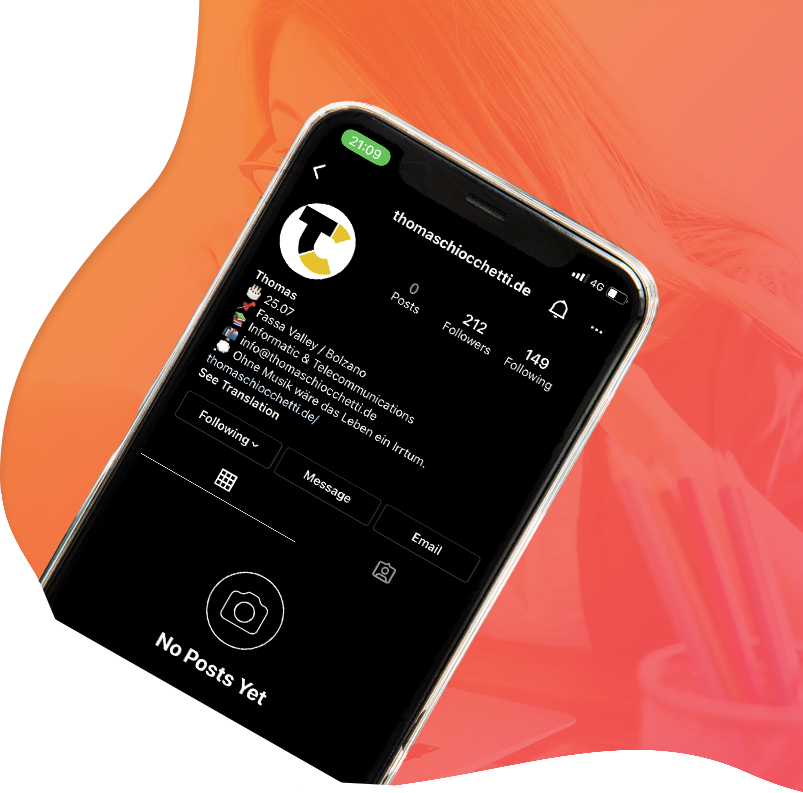 21:09
4G
thomaschiocchetti.de
0
Posts
212
Followers
149
Following
Thomas
25.07
Fassa Valley / Bolzano
Informatic & Telecommunications
info@thomaschiocchetti.de
Ohne Musik wäre das Leben ein Irrtum.
thomaschiocchetti.de/
See Translation
Following
Message
Email
No Posts Yet